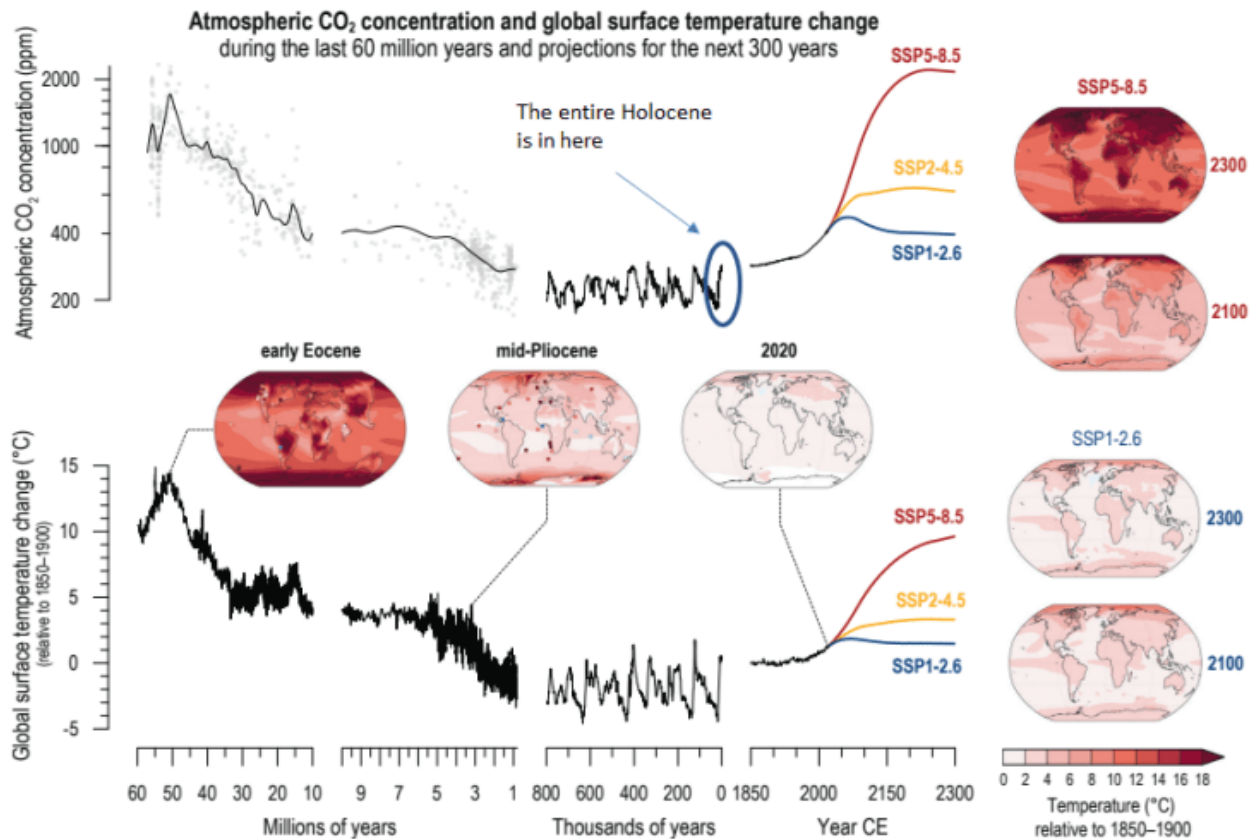 Atmospheric CO₂ concentration and global surface temperature change
during the last 60 million years and projections for the next 300 years
Atmospheric CO₂ concentration (ppm)
2000
1000
400
200
The entire Holocene
is in here
SSP5-8.5
SSP2-4.5
SSP1-2.6
SSP5-8.5
2300
2100
early Eocene
mid-Pliocene
2020
Global surface temperature change (°C)
(relative to 1850–1900)
15
10
5
0
-5
SSP5-8.5
SSP2-4.5
SSP1-2.6
SSP1-2.6
2300
2100
60 50 40 30 20 10
9 7 5 3 1
800 600 400 200 0
1850 2000 2150 2300
Millions of years
Thousands of years
Year CE
0 2 4 6 8 10 12 14 16 18
Temperature (°C)
relative to 1850–1900